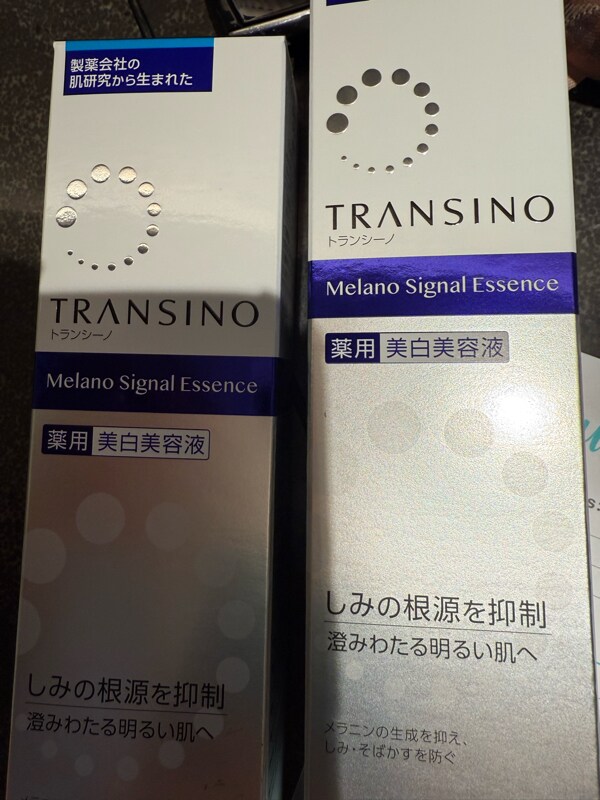 製薬会社の
肌研究から生まれた
TRANSINO
トランシーノ
Melano Signal Essence
薬用 美白美容液
しみの根源を抑制
澄みわたる明るい肌へ
TRANSINO
トランシーノ
Melano Signal Essence
薬用 美白美容液
しみの根源を抑制
澄みわたる明るい肌へ
メラニンの生成を抑え、
しみ・そばかすを防ぐ